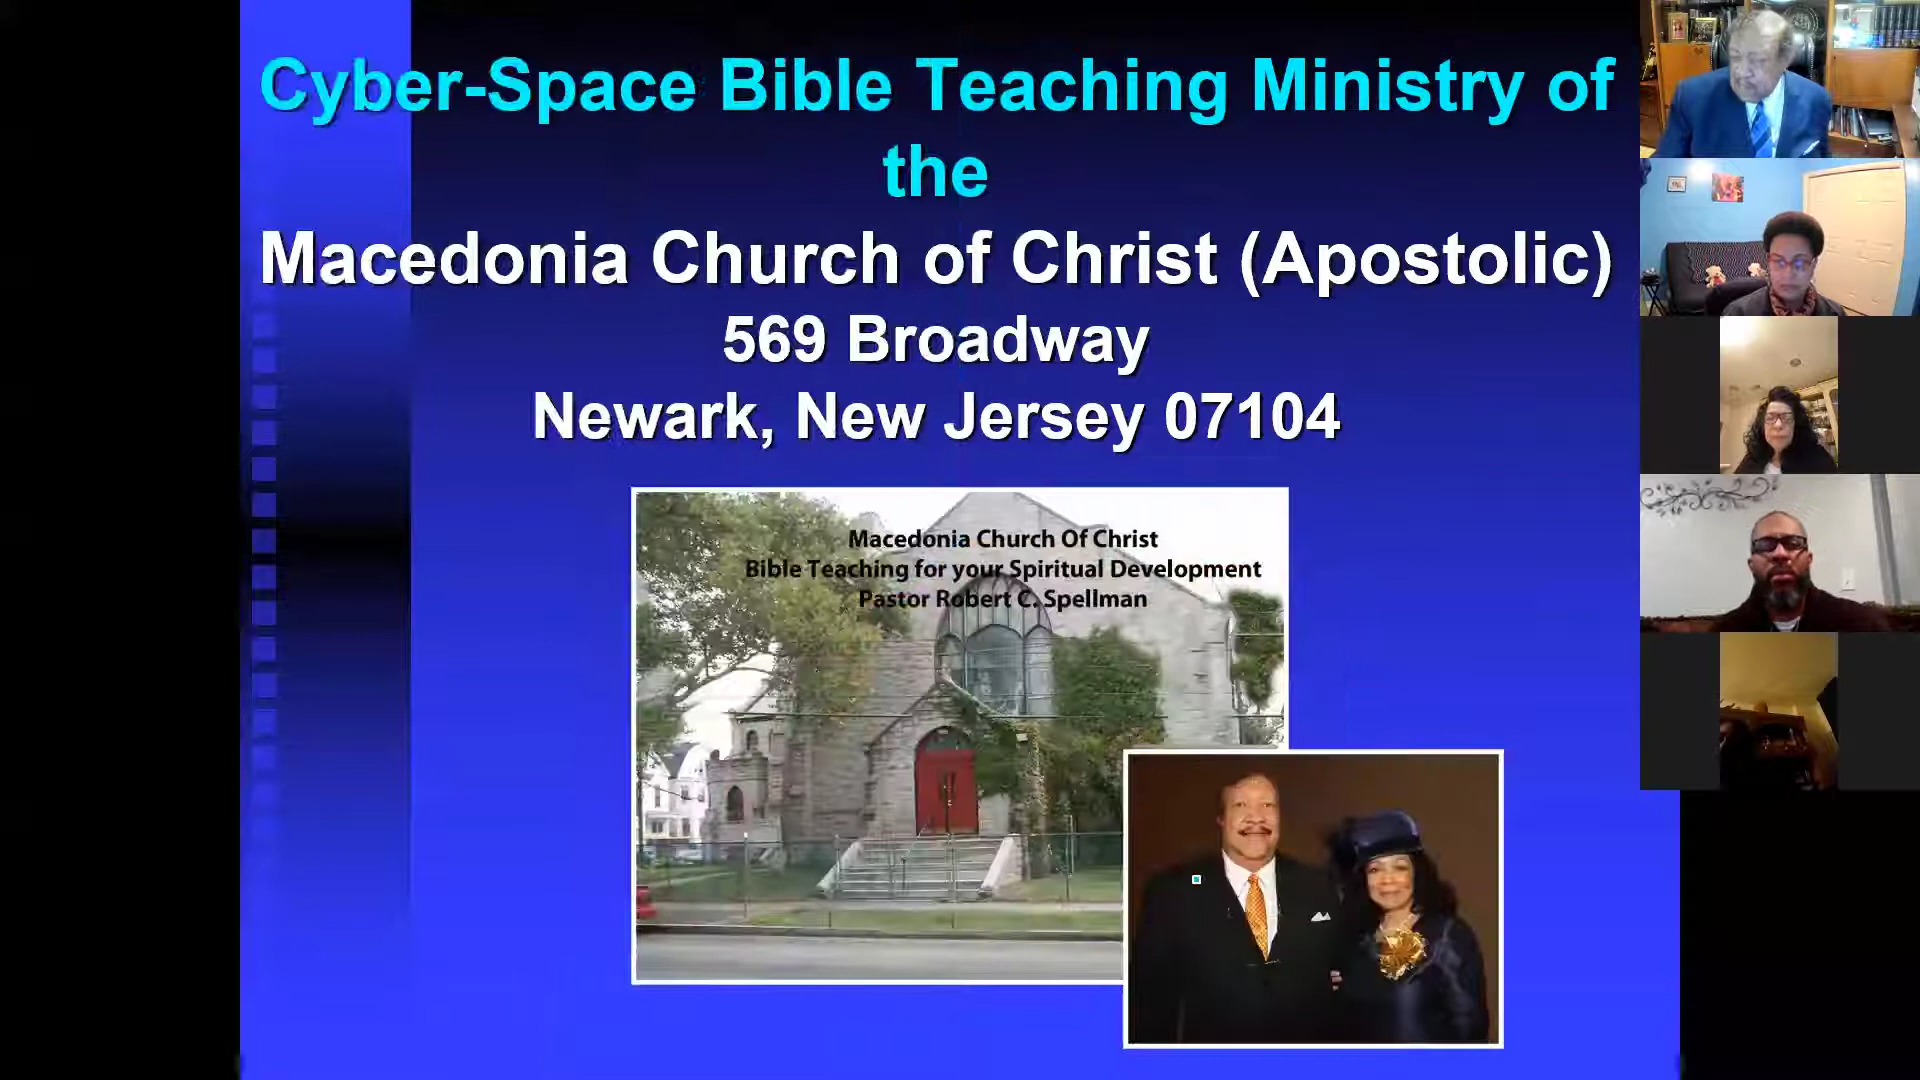 Cyber-Space Bible Teaching Ministry of
the
Macedonia Church of Christ (Apostolic)
569 Broadway
Newark, New Jersey 07104
Macedonia Church Of Christ
Bible Teaching for your Spiritual Development
Pastor Robert C. Spellman